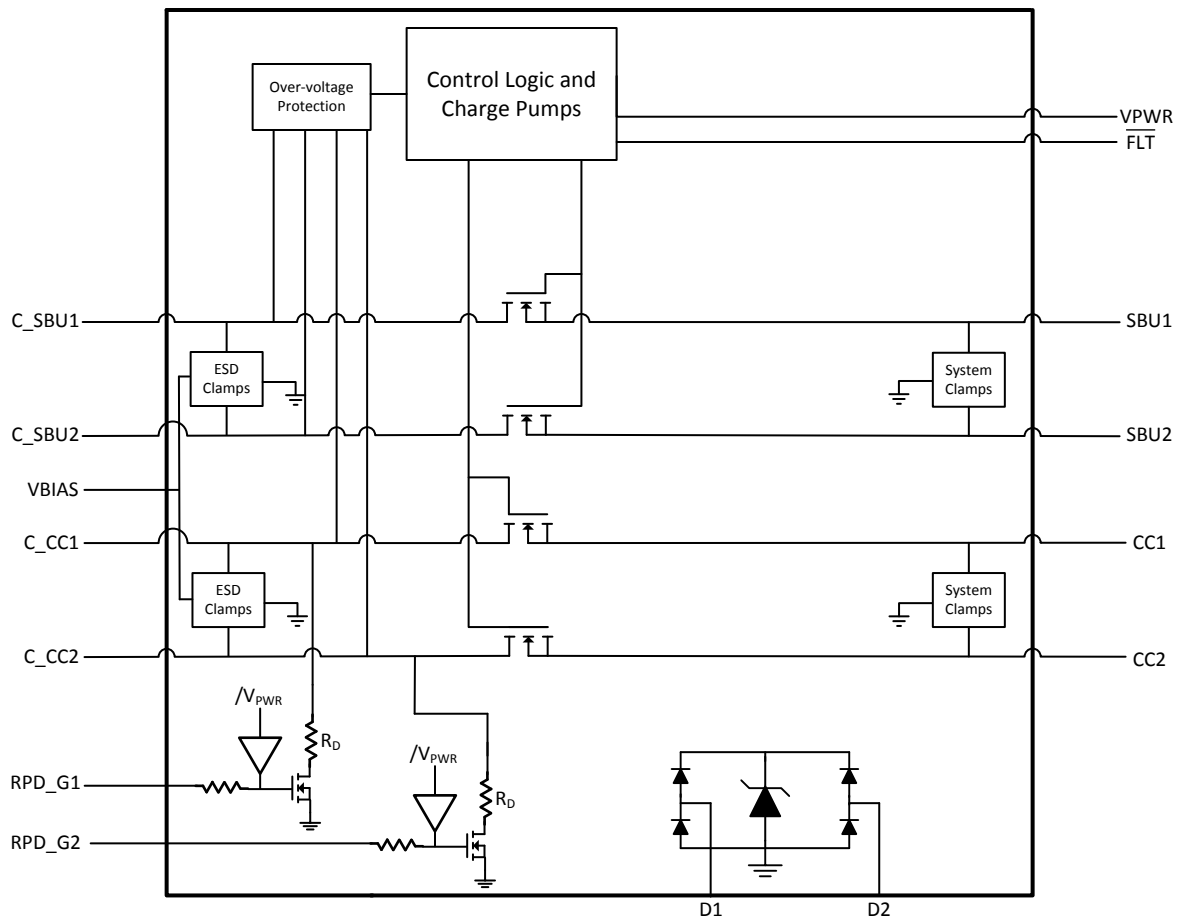 Control Logic and
Charge Pumps
Over-voltage
Protection
VPWR
FLT
C_SBU1
SBU1
ESD
Clamps
System
Clamps
C_SBU2
SBU2
VBIAS
C_CC1
CC1
ESD
Clamps
System
Clamps
C_CC2
CC2
/VPWR
RD
/VPWR
RPD_G1
RD
RPD_G2
D1
D2